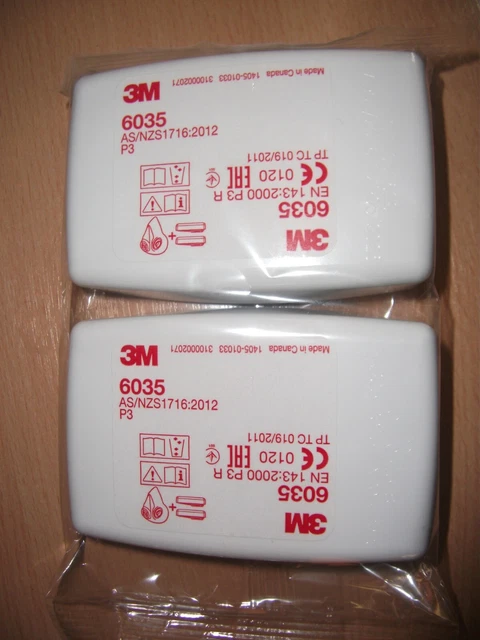 3M
6035
AS/NZS1716:2012
P3
Made in Canada 1405-01033 3100002071
3M
6035
EN 143:2000 P3 R
CE 0120 EAC
TP TC 019/2011
3M
6035
AS/NZS1716:2012
P3
Made in Canada 1405-01033 3100002071
3M
6035
EN 143:2000 P3 R
CE 0120 EAC
TP TC 019/2011